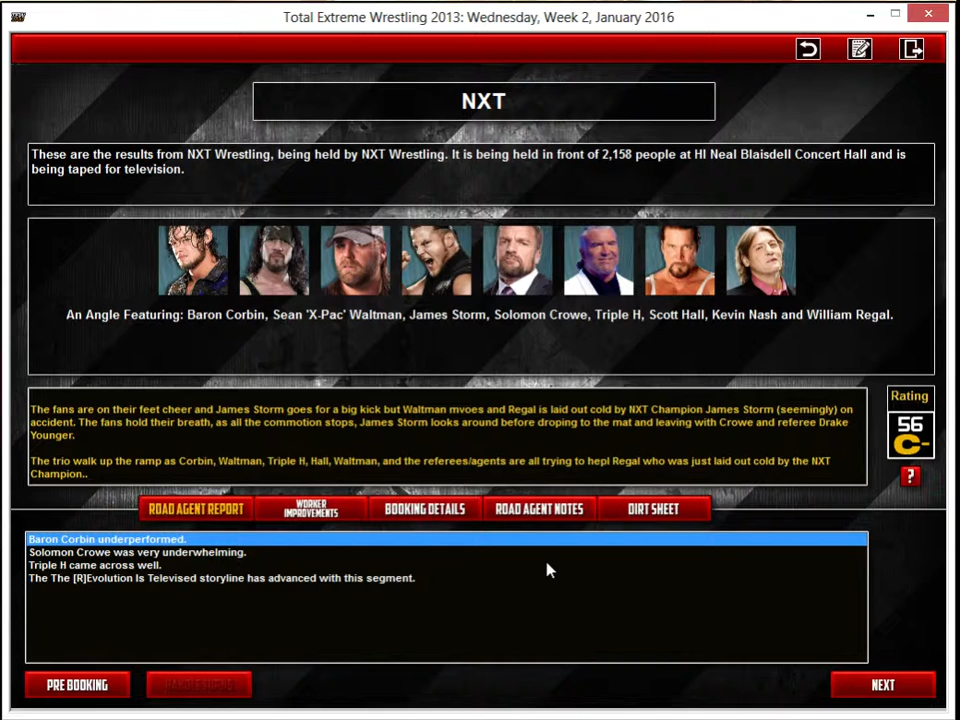 Total Extreme Wrestling 2013: Wednesday, Week 2, January 2016
NXT
These are the results from NXT Wrestling, being held by NXT Wrestling. It is being held in front of 2,158 people at HI Neal Blaisdell Concert Hall and is
being taped for television.
An Angle Featuring: Baron Corbin, Sean 'X-Pac' Waltman, James Storm, Solomon Crowe, Triple H, Scott Hall, Kevin Nash and William Regal.
The fans are on their feet cheer and James Storm goes for a big kick but Waltman mvoes and Regal is laid out cold by NXT Champion James Storm (seemingly) on
accident. The fans hold their breath, as all the commotion stops, James Storm looks around before droping to the mat and leaving with Crowe and referee Drake
Younger.
The trio walk up the ramp as Corbin, Waltman, Triple H, Hall, Waltman, and the referees/agents are all trying to hepl Regal who was just laid out cold by the NXT
Champion..
Rating
56
C-
?
ROAD AGENT REPORT
WORKER
IMPROVEMENTS
BOOKING DETAILS
ROAD AGENT NOTES
DIRT SHEET
Baron Corbin underperformed.
Solomon Crowe was very underwhelming.
Triple H came across well.
The The [R]Evolution Is Televised storyline has advanced with this segment.
PRE BOOKING
NEXT